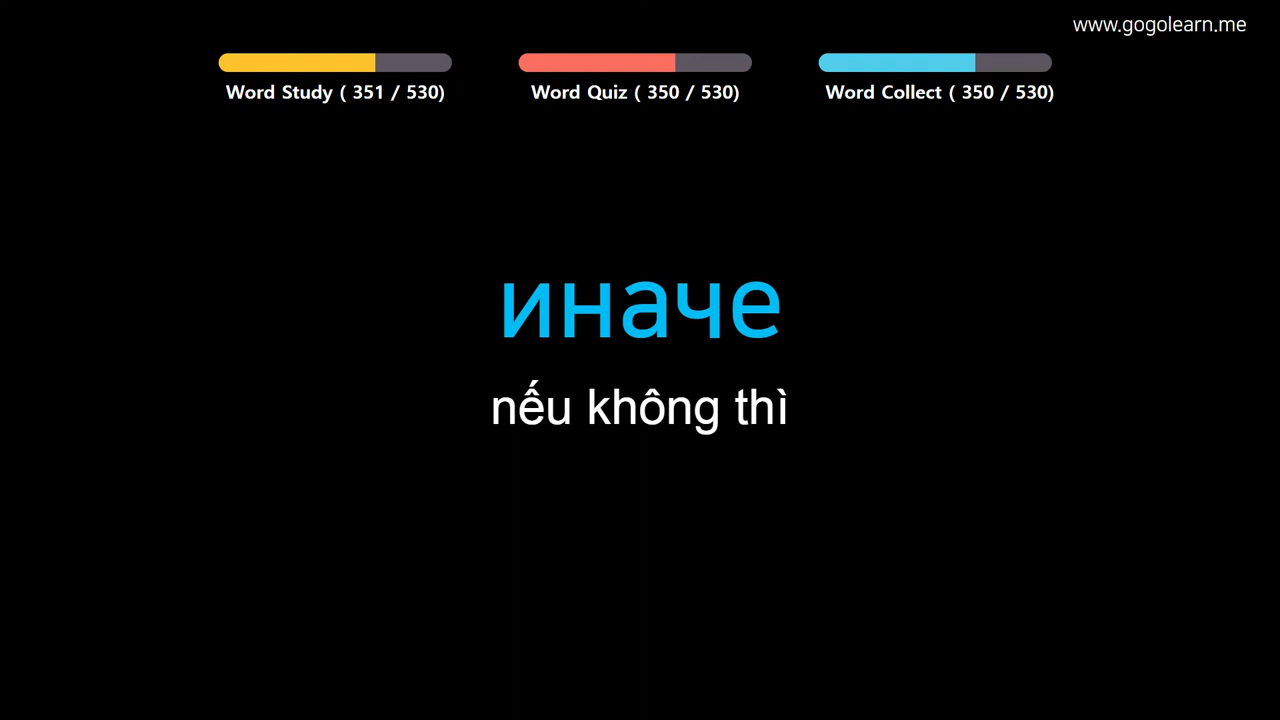 www.gogolearn.me
Word Study ( 351 / 530)
Word Quiz ( 350 / 530)
Word Collect ( 350 / 530)
иначе
nếu không thì